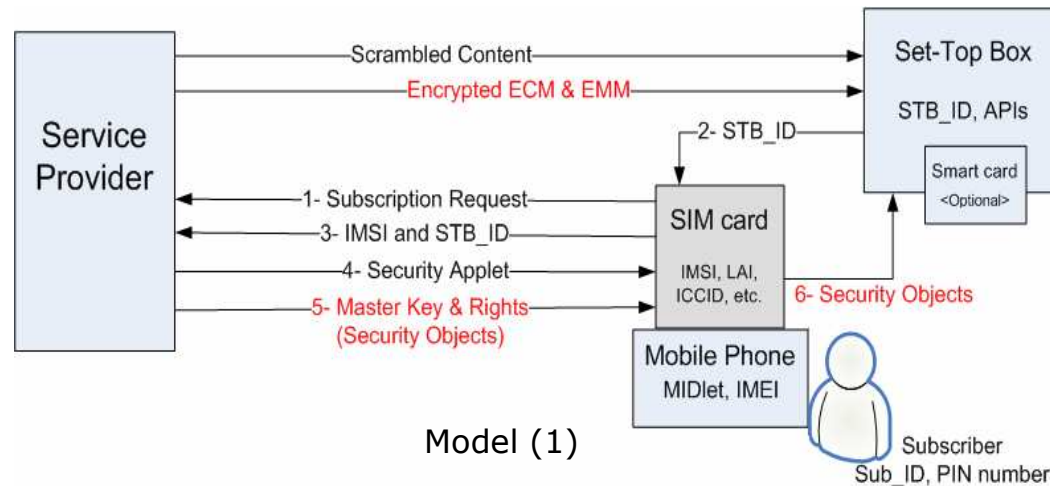 Service
Provider
Scrambled Content
Encrypted ECM & EMM
Set-Top Box
STB_ID, APIs
Smart card
<Optional>
2- STB_ID
1- Subscription Request
3- IMSI and STB_ID
4- Security Applet
5- Master Key & Rights
(Security Objects)
SIM card
IMSI, LAI,
ICCID, etc.
6- Security Objects
Mobile Phone
MIDlet, IMEI
Model (1)
Subscriber
Sub_ID, PIN number